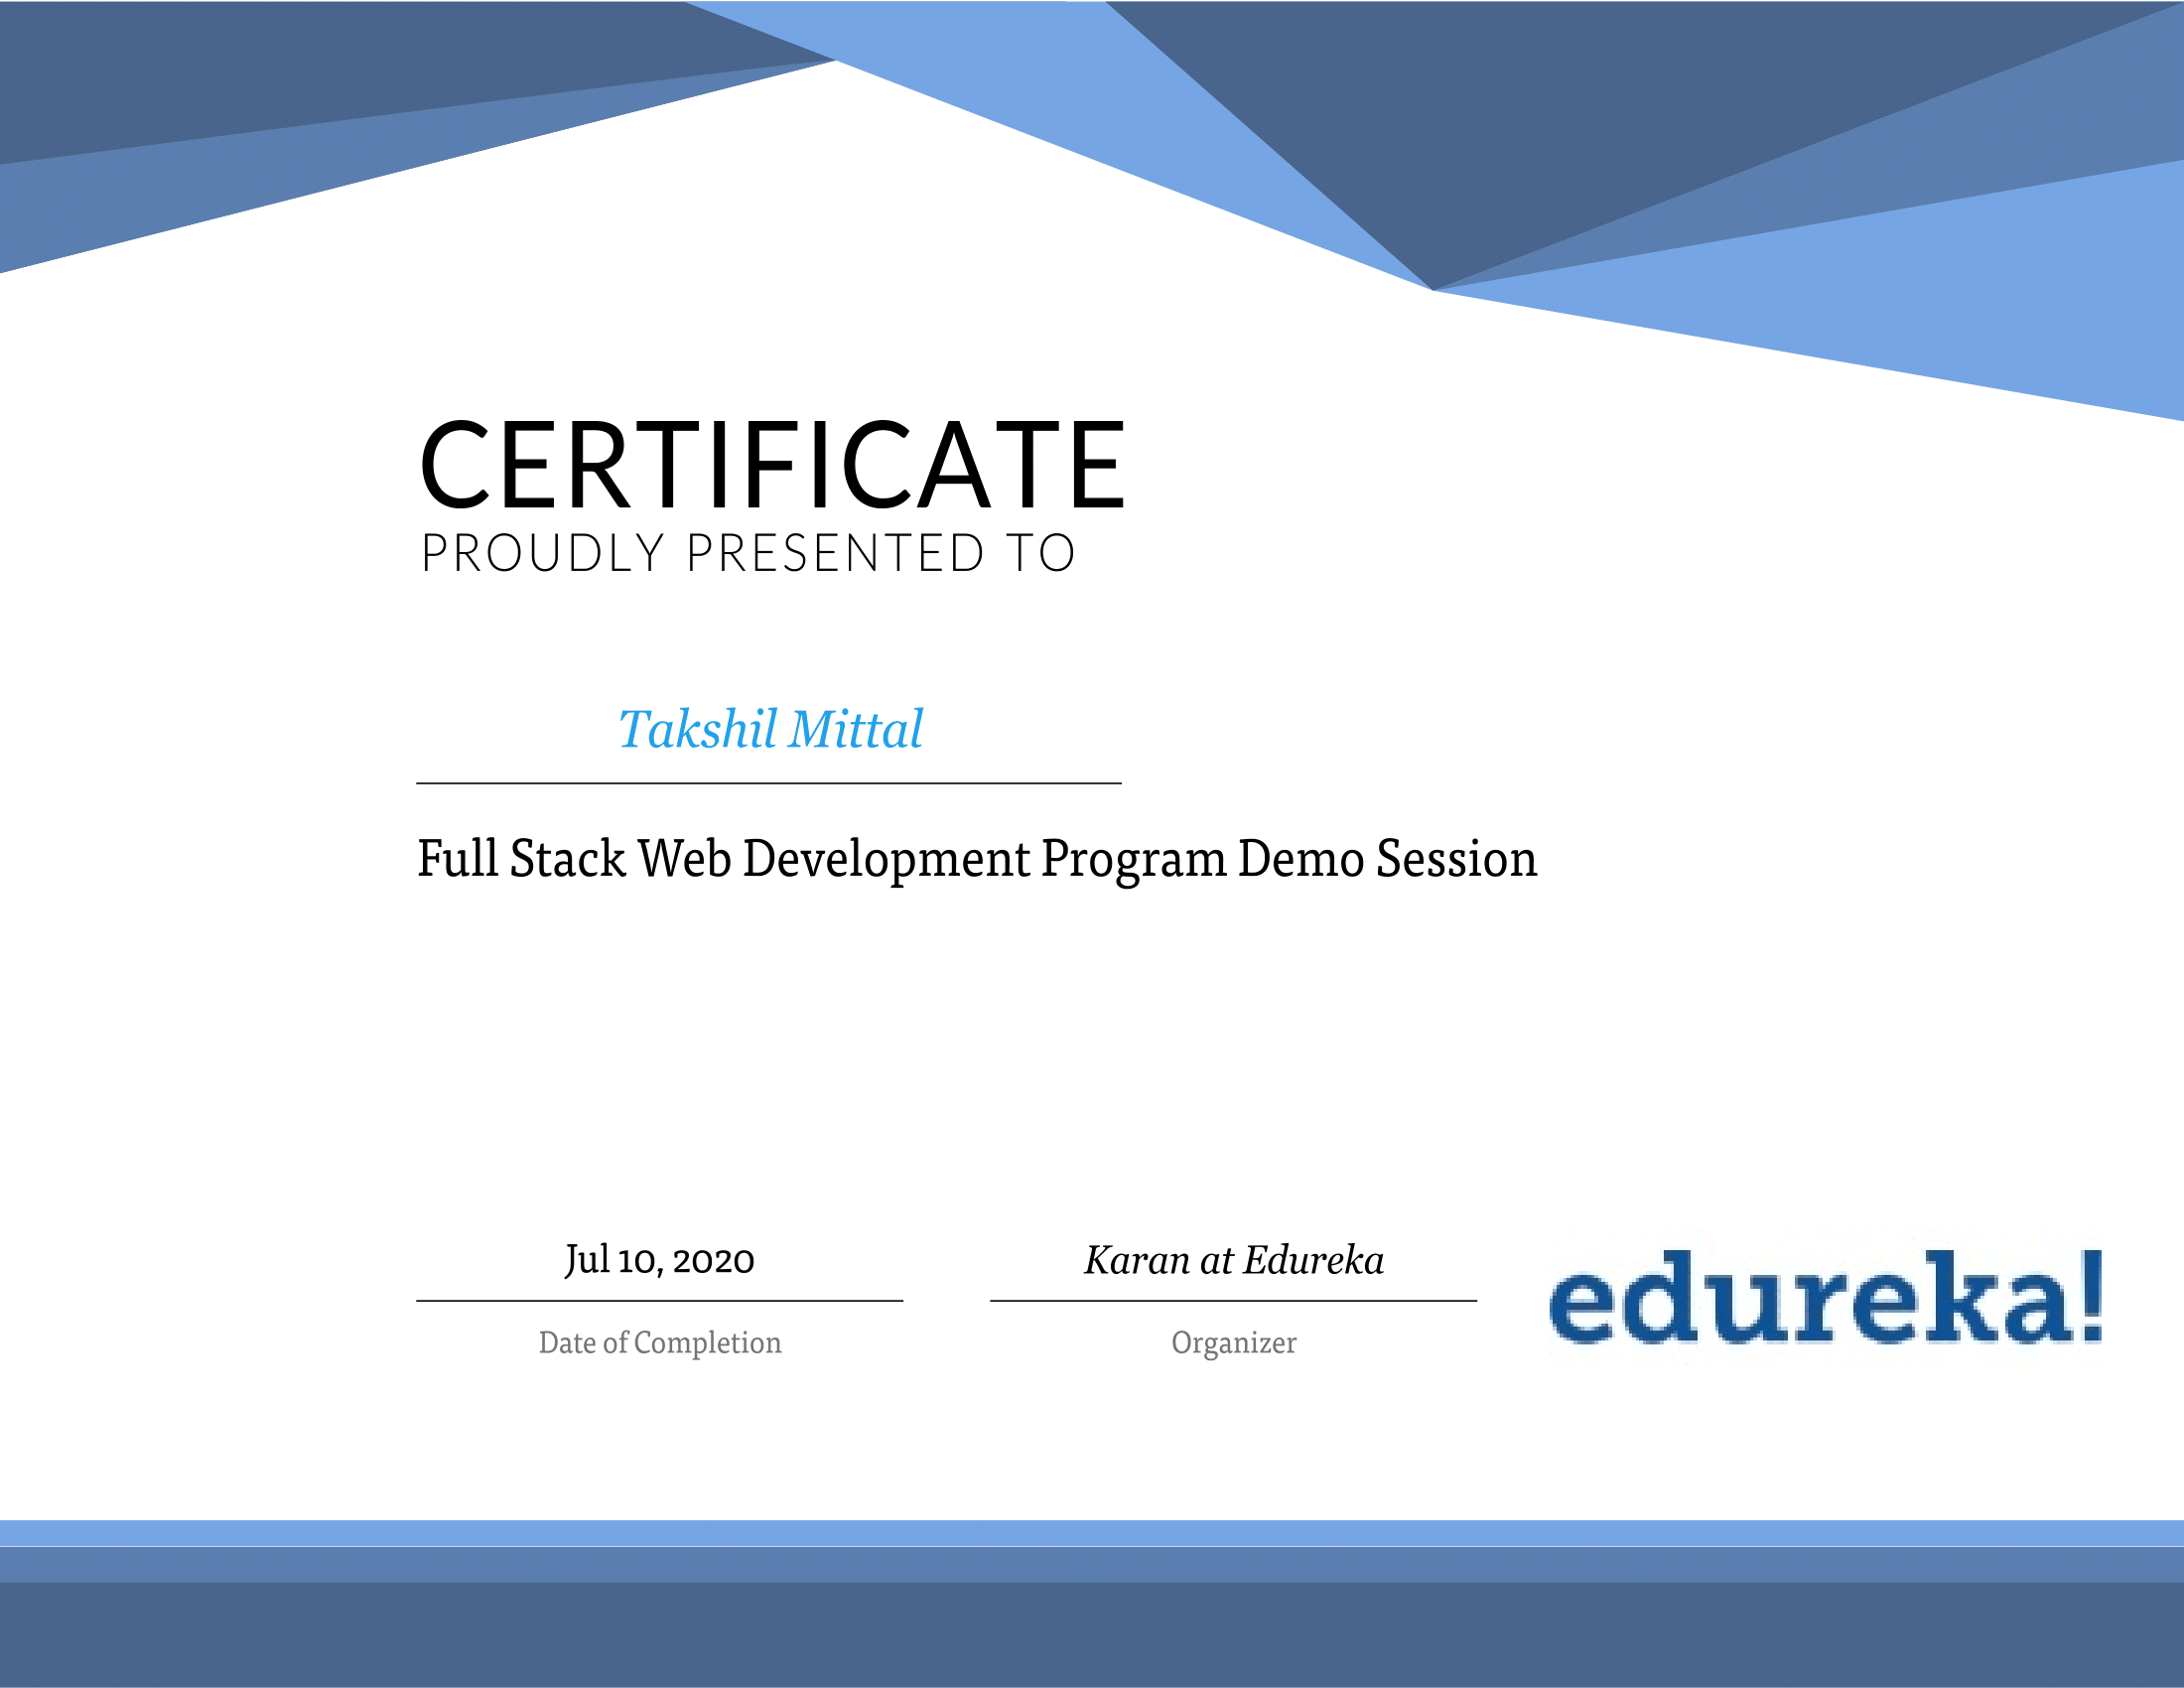 CERTIFICATE
PROUDLY PRESENTED TO
Takshil Mittal
Full Stack Web Development Program Demo Session
Jul 10, 2020
Date of Completion
Karan at Edureka
Organizer
edureka!